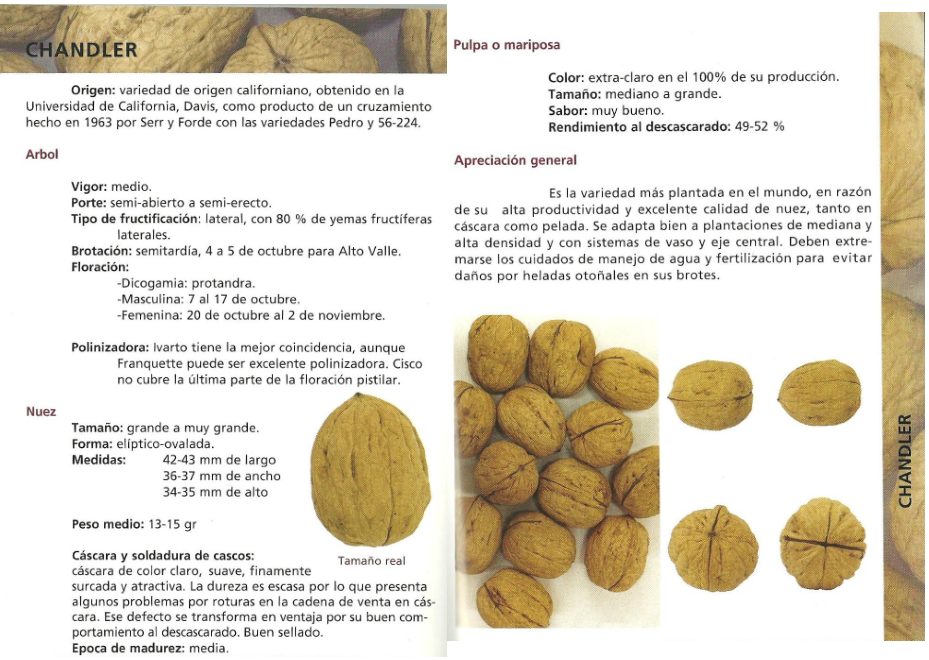 CHANDLER
Origen: variedad de origen californiano, obtenido en la
Universidad de California, Davis, como producto de un cruzamiento
hecho en 1963 por Serr y Forde con las variedades Pedro y 56-224.
Arbol
Vigor: medio.
Porte: semi-abierto a semi-erecto.
Tipo de fructificación: lateral, con 80 % de yemas fructíferas
laterales.
Brotación: semitardía, 4 a 5 de octubre para Alto Valle.
Floración:
-Dicogamia: protandra.
-Masculina: 7 al 17 de octubre.
-Femenina: 20 de octubre al 2 de noviembre.
Polinizadora: Ivarto tiene la mejor coincidencia, aunque
Franquette puede ser excelente polinizadora. Cisco
no cubre la última parte de la floración pistilar.
Nuez
Tamaño: grande a muy grande.
Forma: elíptico-ovalada.
Medidas: 42-43 mm de largo
36-37 mm de ancho
34-35 mm de alto
Peso medio: 13-15 gr
Tamaño real
Cáscara y soldadura de cascos:
cáscara de color claro, suave, finamente
surcada y atractiva. La dureza es escasa por lo que presenta
algunos problemas por roturas en la cadena de venta en cás-
cara. Ese defecto se transforma en ventaja por su buen com-
portamiento al descascarado. Buen sellado.
Epoca de madurez: media.
Pulpa o mariposa
Color: extra-claro en el 100% de su producción.
Tamaño: mediano a grande.
Sabor: muy bueno.
Rendimiento al descascarado: 49-52 %
Apreciación general
Es la variedad más plantada en el mundo, en razón
de su alta productividad y excelente calidad de nuez, tanto en
cáscara como pelada. Se adapta bien a plantaciones de mediana y
alta densidad y con sistemas de vaso y eje central. Deben extre-
marse los cuidados de manejo de agua y fertilización para evitar
daños por heladas otoñales en sus brotes.
CHANDLER